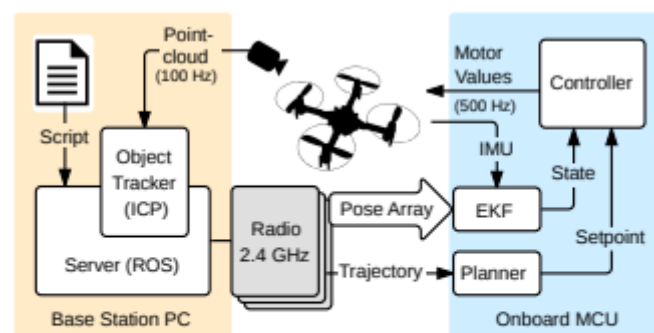 Point-
cloud
(100 Hz)
Script
Object
Tracker
(ICP)
Server (ROS)
Base Station PC
Radio
2.4 GHz
Pose Array
Trajectory
Motor
Values
(500 Hz)
IMU
Controller
State
EKF
Setpoint
Planner
Onboard MCU